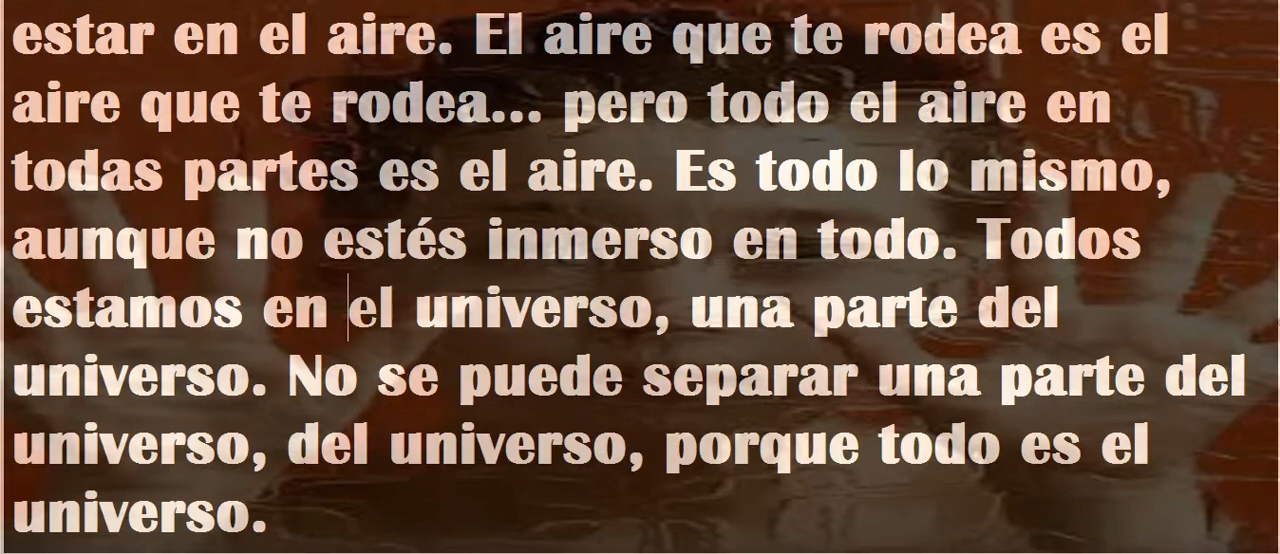 estar en el aire. El aire que te rodea es el
aire que te rodea... pero todo el aire en
todas partes es el aire. Es todo lo mismo,
aunque no estés inmerso en todo. Todos
estamos en el universo, una parte del
universo. No se puede separar una parte del
universo, del universo, porque todo es el
universo.